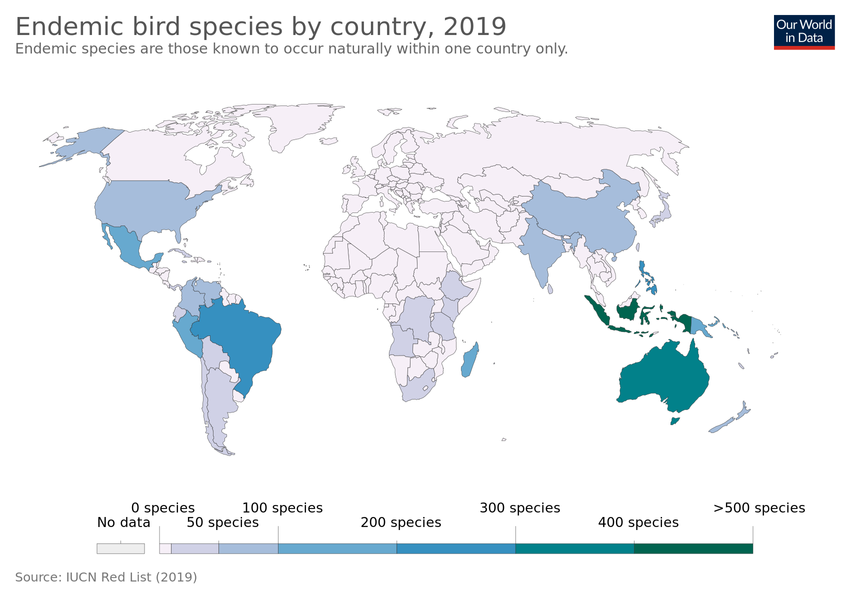 Endemic bird species by country, 2019
Endemic species are those known to occur naturally within one country only.
Our World
in Data
0 species
100 species
300 species
>500 species
No data
50 species
200 species
400 species
Source: IUCN Red List (2019)